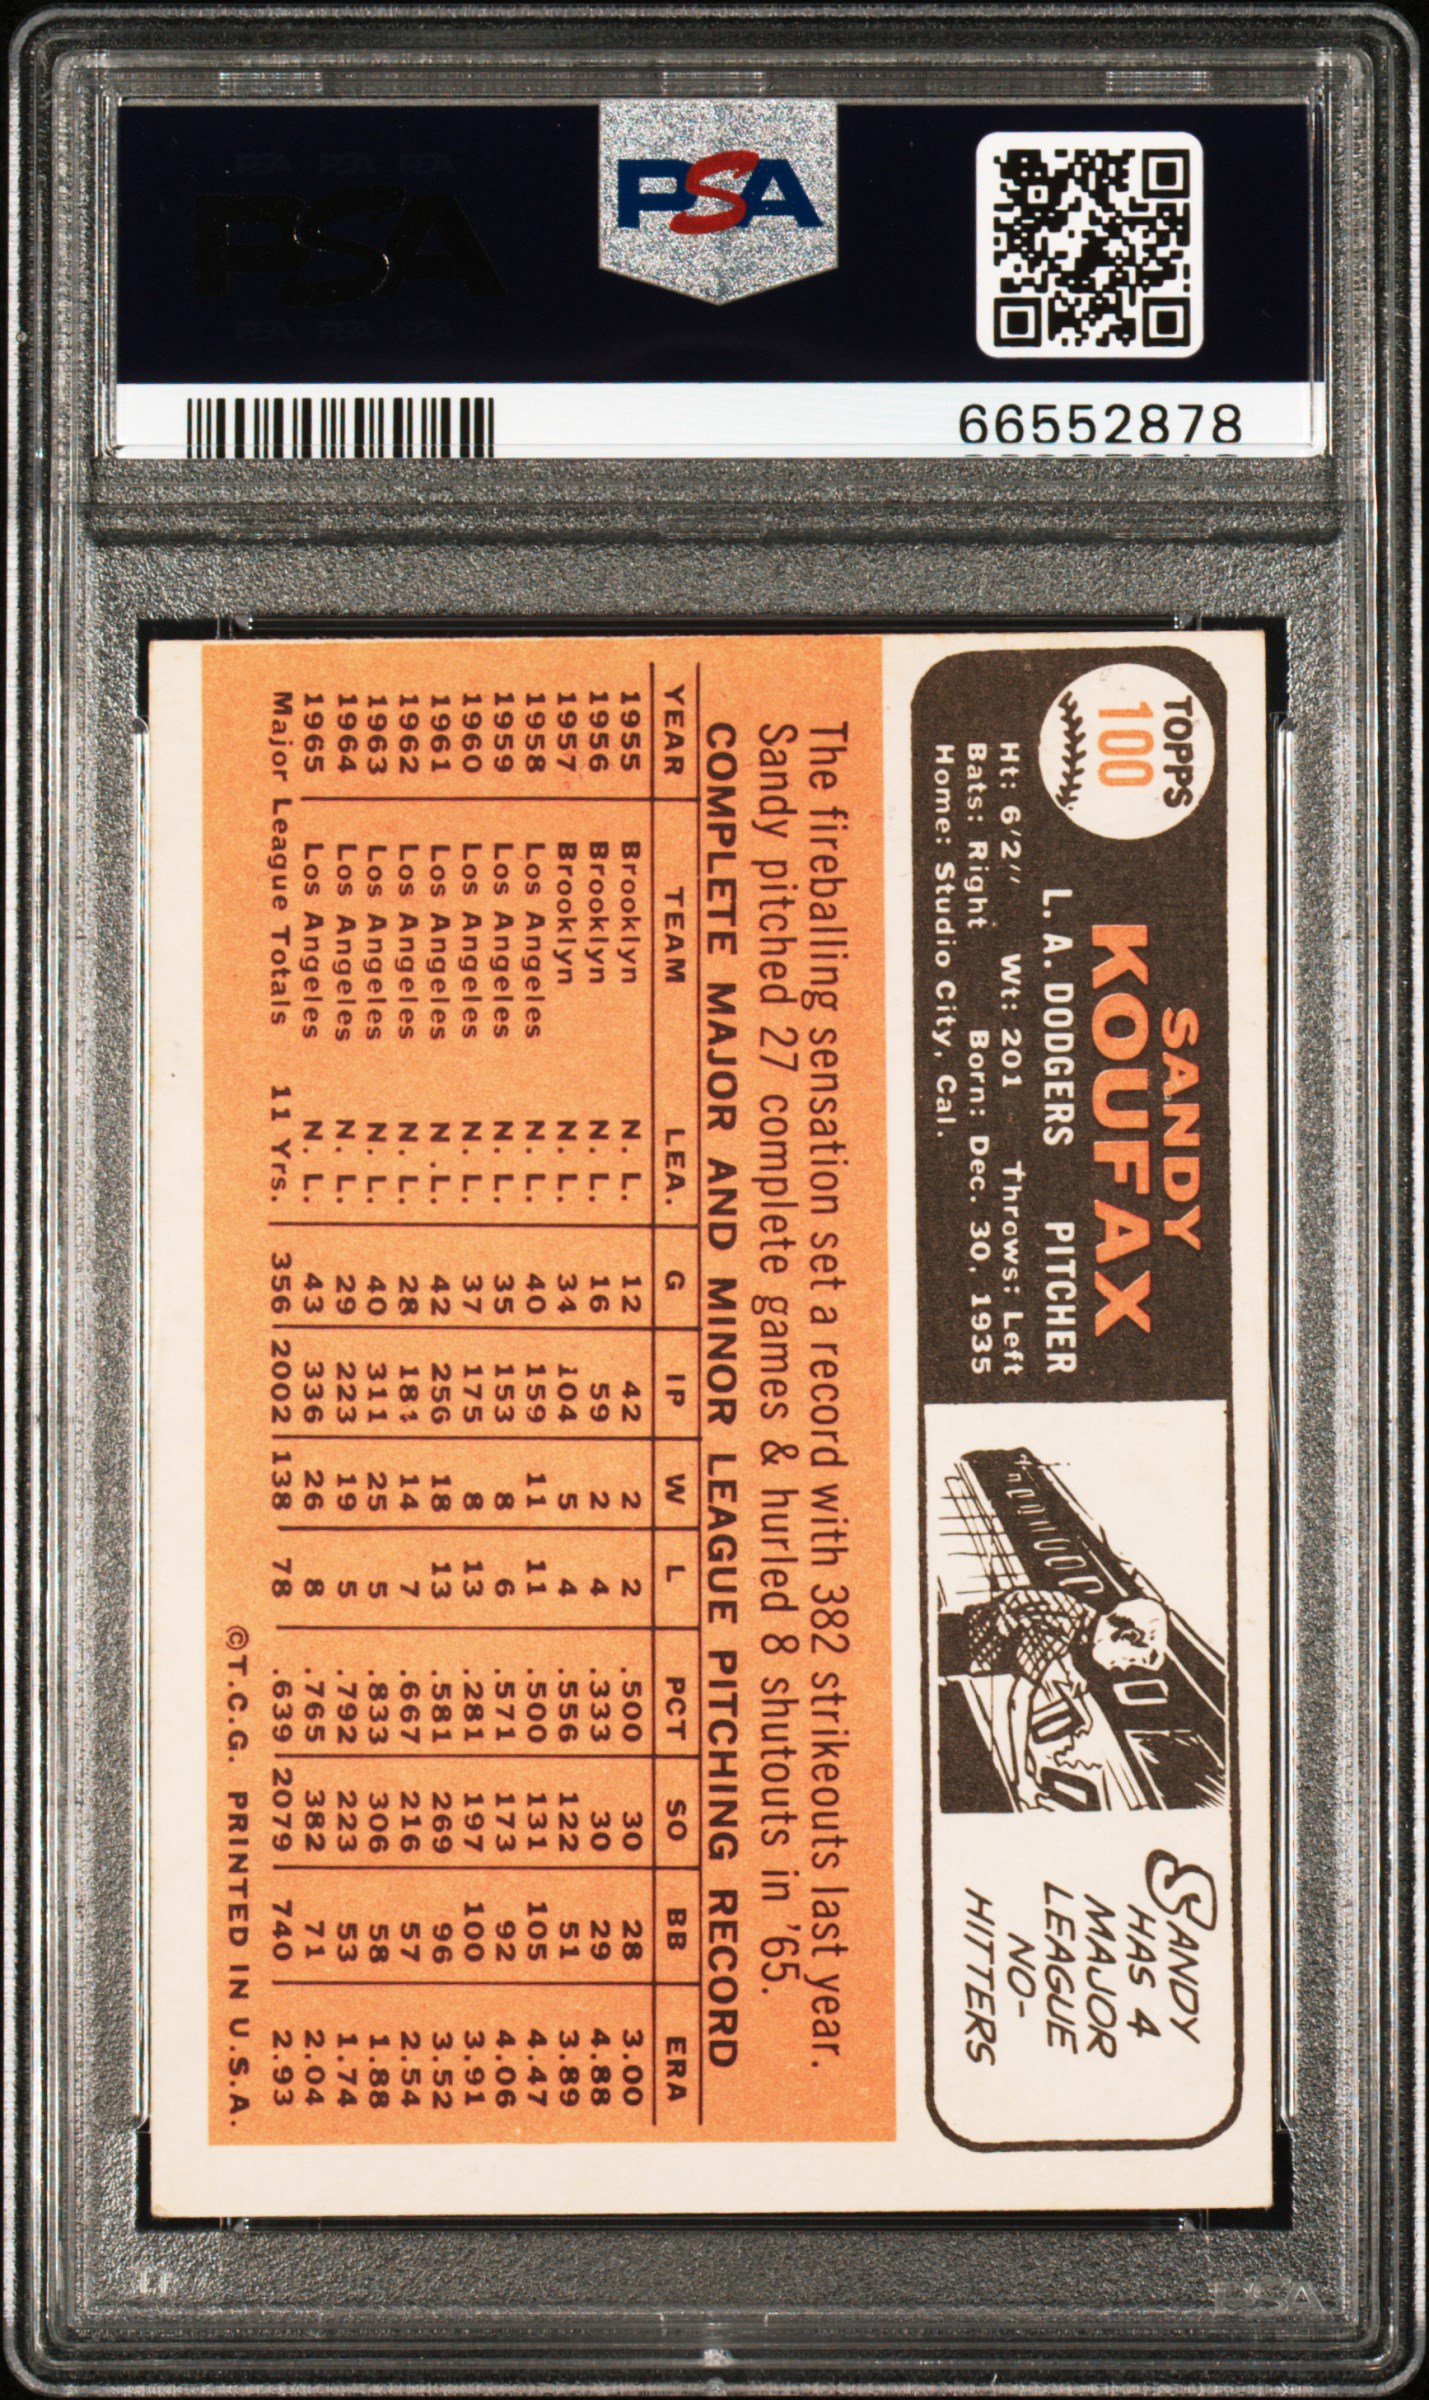 PSA
66552878
TOPPS
100
SANDY
KOUFAX
L. A. DODGERS PITCHER
Ht: 6'2" Wt: 201 Throws: Left
Bats: Right Born: Dec. 30, 1935
Home: Studio City, Cal.
SANDY
HAS 4
MAJOR
LEAGUE
NO-
HITTERS
The fireballing sensation set a record with 382 strikeouts last year.
Sandy pitched 27 complete games & hurled 8 shutouts in '65.
COMPLETE MAJOR AND MINOR LEAGUE PITCHING RECORD
YEAR TEAM LEA. G IP W L PCT SO BB ERA
1955 Brooklyn N. L. 12 42 2 2 .500 30 28 3.00
1956 Brooklyn N. L. 16 59 2 4 .333 30 29 4.88
1957 Brooklyn N. L. 34 104 5 4 .556 122 51 3.89
1958 Los Angeles N. L. 40 159 11 11 .500 131 105 4.47
1959 Los Angeles N. L. 35 153 8 6 .571 173 92 4.06
1960 Los Angeles N. L. 37 175 8 13 .281 197 100 3.91
1961 Los Angeles N. L. 42 256 18 13 .581 269 96 3.52
1962 Los Angeles N. L. 28 184 14 7 .667 216 57 2.54
1963 Los Angeles N. L. 40 311 25 5 .833 306 58 1.88
1964 Los Angeles N. L. 29 223 19 5 .792 223 53 1.74
1965 Los Angeles N. L. 43 336 26 8 .765 382 71 2.04
Major League Totals 11 Yrs. 356 2002 138 78 .639 2079 740 2.93
©T.C.G. PRINTED IN U.S.A.
PSA